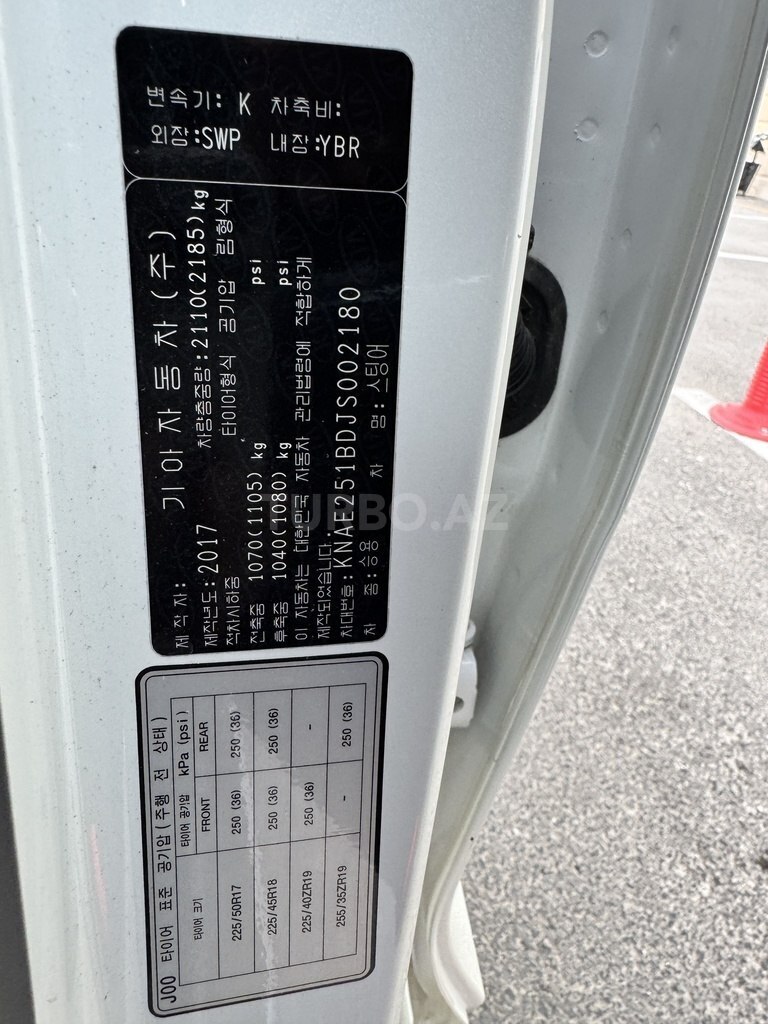 변속기: K 차축비:
외장:SWP 내장:YBR
제 작 자: 기 아 자 동 차 (주)
제작년도: 2017 차량총중량: 2110(2185)kg
적차시하중 타이어형식 공기압 림형식
전축중 1070(1105) kg psi
후축중 1040(1080) kg psi
이 자동차는 대한민국 자동차 관리법령에 적합하게
제작되었습니다.
차대번호: KNAE251BDJS002180
차 종: 승용 차 명: 스팅어
J00 타이어 표준 공기압(주행 전 상태)
타이어 크기 타이어 공기압 kPa (psi)
FRONT REAR
225/50R17 250 (36) 250 (36)
225/45R18 250 (36) 250 (36)
225/40ZR19 250 (36) -
255/35ZR19 - 250 (36)
TURBO.AZ